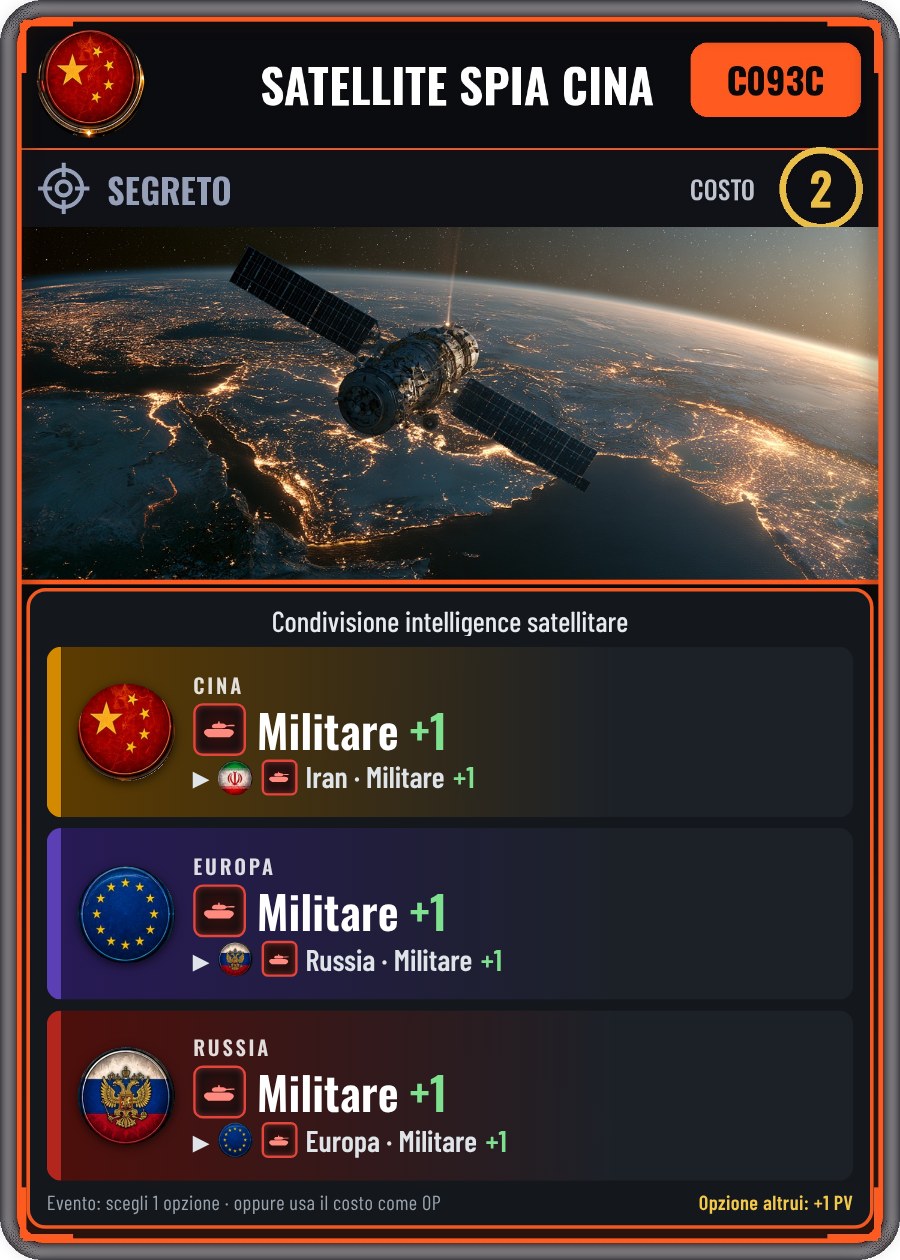 SATELLITE SPIA CINA
C093C
SEGRETO
COSTO
2
Condivisione intelligence satellitare
CINA
Militare +1
▶ Iran · Militare +1
EUROPA
Militare +1
▶ Russia · Militare +1
RUSSIA
Militare +1
▶ Europa · Militare +1
Evento: scegli 1 opzione · oppure usa il costo come OP
Opzione altrui: +1 PV